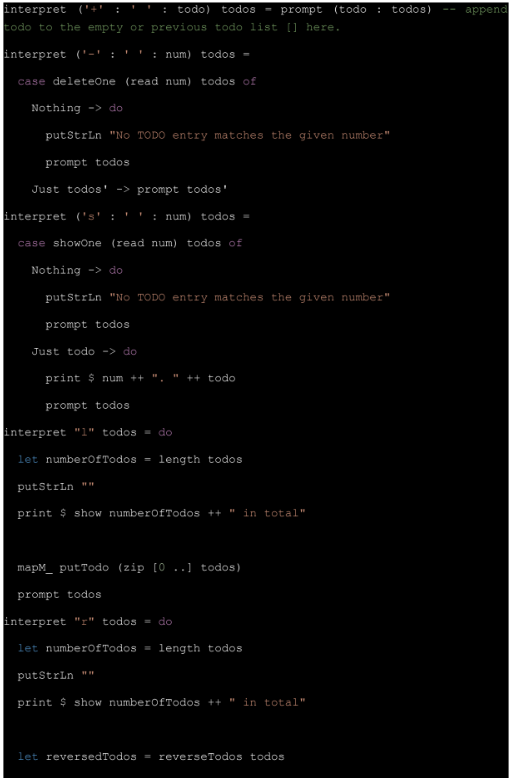 interpret ('+' : ' ' : todo) todos = prompt (todo : todos) -- append
todo to the empty or previous todo list [] here.
interpret ('-' : ' ' : num) todos =
  case deleteOne (read num) todos of
    Nothing -> do
      putStrLn "No TODO entry matches the given number"
      prompt todos
    Just todos' -> prompt todos'
interpret ('s' : ' ' : num) todos =
  case showOne (read num) todos of
    Nothing -> do
      putStrLn "No TODO entry matches the given number"
      prompt todos
    Just todo -> do
      print $ num ++ ". " ++ todo
      prompt todos
interpret "l" todos = do
  let numberOfTodos = length todos
  putStrLn ""
  print $ show numberOfTodos ++ " in total"
  mapM_ putTodo (zip [0 ..] todos)
  prompt todos
interpret "r" todos = do
  let numberOfTodos = length todos
  putStrLn ""
  print $ show numberOfTodos ++ " in total"
  let reversedTodos = reverseTodos todos